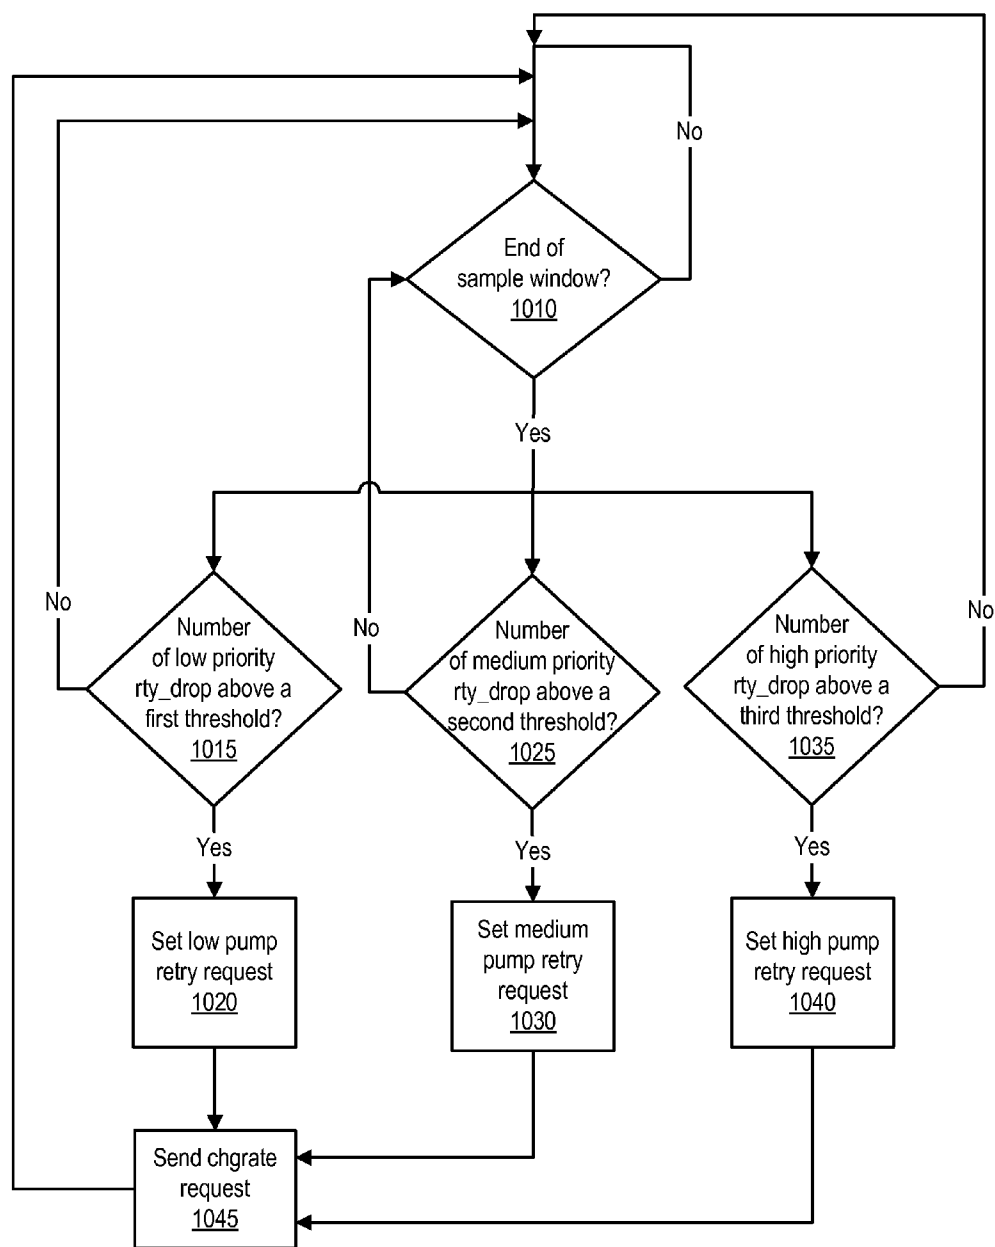 No
End of
sample window?
1010
Yes
No
No
No
Number
of low priority
rty_drop above a
first threshold?
1015
Number
of medium priority
rty_drop above a
second threshold?
1025
Number
of high priority
rty_drop above a
third threshold?
1035
Yes
Yes
Yes
Set low pump
retry request
1020
Set medium
pump retry
request
1030
Set high pump
retry request
1040
Send chgrate
request
1045